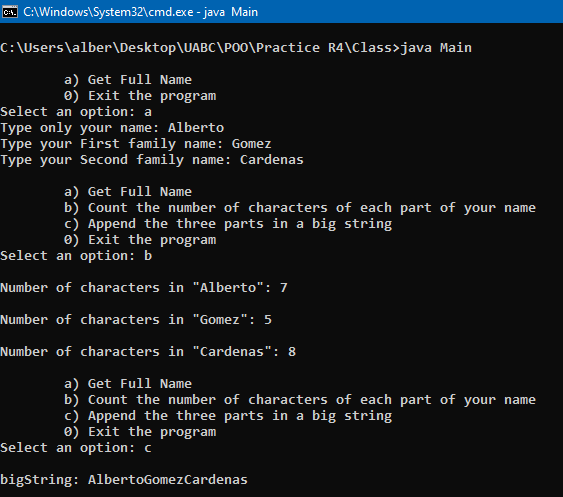 C:\Windows\System32\cmd.exe - java Main
C:\Users\alber\Desktop\UABC\POO\Practice R4\Class>java Main
a) Get Full Name
0) Exit the program
Select an option: a
Type only your name: Alberto
Type your First family name: Gomez
Type your Second family name: Cardenas
a) Get Full Name
b) Count the number of characters of each part of your name
c) Append the three parts in a big string
0) Exit the program
Select an option: b
Number of characters in "Alberto": 7
Number of characters in "Gomez": 5
Number of characters in "Cardenas": 8
a) Get Full Name
b) Count the number of characters of each part of your name
c) Append the three parts in a big string
0) Exit the program
Select an option: c
bigString: AlbertoGomezCardenas